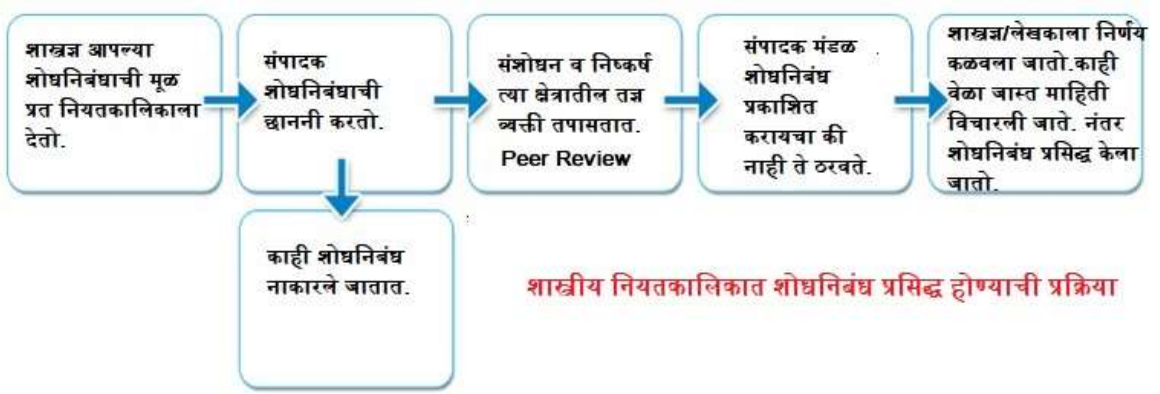 शास्त्रज्ञ आपल्या
शोधनिबंधाची मूळ
प्रत नियतकालिकाला
देतो.
संपादक
शोधनिबंधाची
छाननी करतो.
संशोधन व निष्कर्ष
त्या क्षेत्रातील तज्ञ
व्यक्ती तपासतात.
Peer Review
संपादक मंडळ
शोधनिबंध
प्रकाशित
करायचा की
नाही ते ठरवते.
शास्त्रज्ञ/लेखकाला निर्णय
कळवला जातो.काही
वेळा जास्त माहिती
विचारली जाते. नंतर
शोधनिबंध प्रसिद्ध केला
जातो.
काही शोधनिबंध
नाकारले जातात.
शास्त्रीय नियतकालिकात शोधनिबंध प्रसिद्ध होण्याची प्रक्रिया